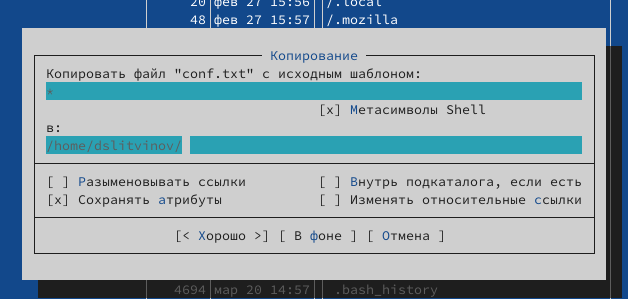 20 фев 27 15:56 /.local
48 фев 27 15:57 /.mozilla
Копирование
Копировать файл "conf.txt" с исходным шаблоном:
*
[x] Метасимволы Shell
в:
/home/dslitvinov/
[ ] Разыменовывать ссылки [ ] Внутрь подкаталога, если есть
[x] Сохранять атрибуты [ ] Изменять относительные ссылки
[< Хорошо >] [ В фоне ] [ Отмена ]
4694 мар 20 14:57 .bash_history